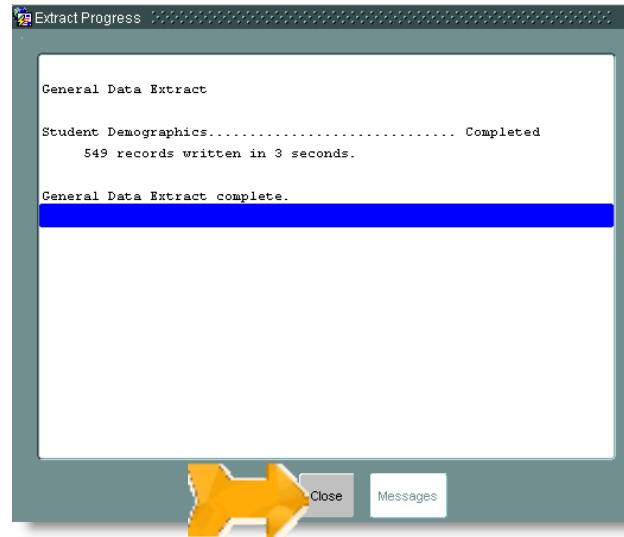 Extract Progress
General Data Extract
Student Demographics.............................. Completed
549 records written in 3 seconds.
General Data Extract complete.
Close
Messages